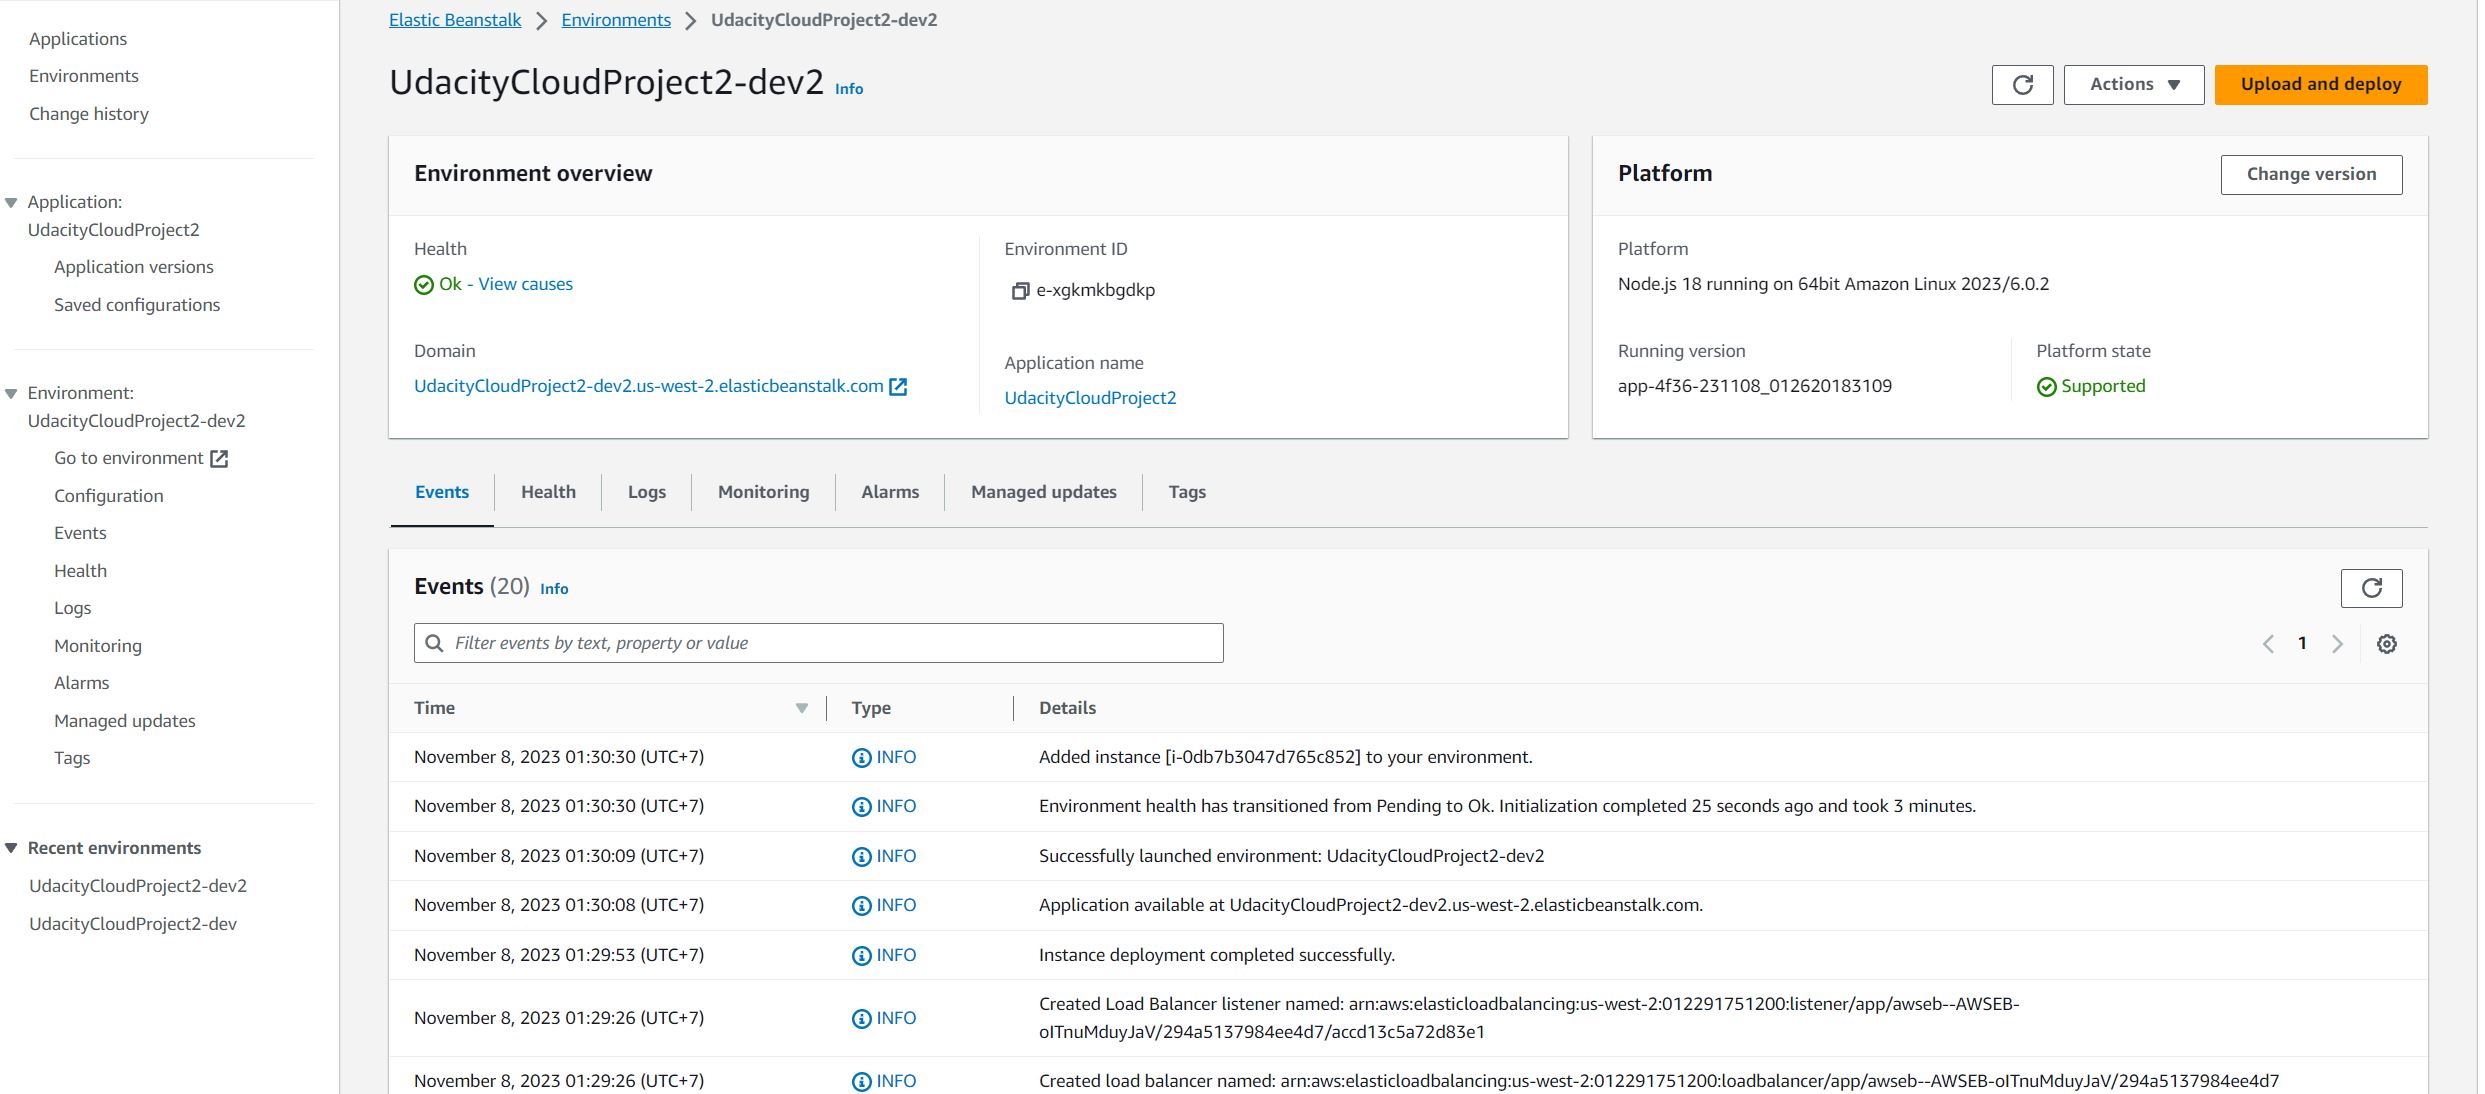 Applications
Environments
Change history
Application:
UdacityCloudProject2
Application versions
Saved configurations
Environment:
UdacityCloudProject2-dev2
Go to environment
Configuration
Events
Health
Logs
Monitoring
Alarms
Managed updates
Tags
Recent environments
UdacityCloudProject2-dev2
UdacityCloudProject2-dev
Elastic Beanstalk > Environments > UdacityCloudProject2-dev2
UdacityCloudProject2-dev2 Info
Actions Upload and deploy
Environment overview
Health
Ok - View causes
Domain
UdacityCloudProject2-dev2.us-west-2.elasticbeanstalk.com
Environment ID
e-xgkmkbgdkp
Application name
UdacityCloudProject2
Platform Change version
Platform
Node.js 18 running on 64bit Amazon Linux 2023/6.0.2
Running version
app-4f36-231108_012620183109
Platform state
Supported
Events Health Logs Monitoring Alarms Managed updates Tags
Events (20) Info
Filter events by text, property or value
1
Time Type Details
November 8, 2023 01:30:30 (UTC+7) INFO Added instance [i-0db7b3047d765c852] to your environment.
November 8, 2023 01:30:30 (UTC+7) INFO Environment health has transitioned from Pending to Ok. Initialization completed 25 seconds ago and took 3 minutes.
November 8, 2023 01:30:09 (UTC+7) INFO Successfully launched environment: UdacityCloudProject2-dev2
November 8, 2023 01:30:08 (UTC+7) INFO Application available at UdacityCloudProject2-dev2.us-west-2.elasticbeanstalk.com.
November 8, 2023 01:29:53 (UTC+7) INFO Instance deployment completed successfully.
November 8, 2023 01:29:26 (UTC+7) INFO Created Load Balancer listener named: arn:aws:elasticloadbalancing:us-west-2:012291751200:listener/app/awseb--AWSEB-
oITnuMduyJaV/294a5137984ee4d7/accd13c5a72d83e1
November 8, 2023 01:29:26 (UTC+7) INFO Created load balancer named: arn:aws:elasticloadbalancing:us-west-2:012291751200:loadbalancer/app/awseb--AWSEB-oITnuMduyJaV/294a5137984ee4d7